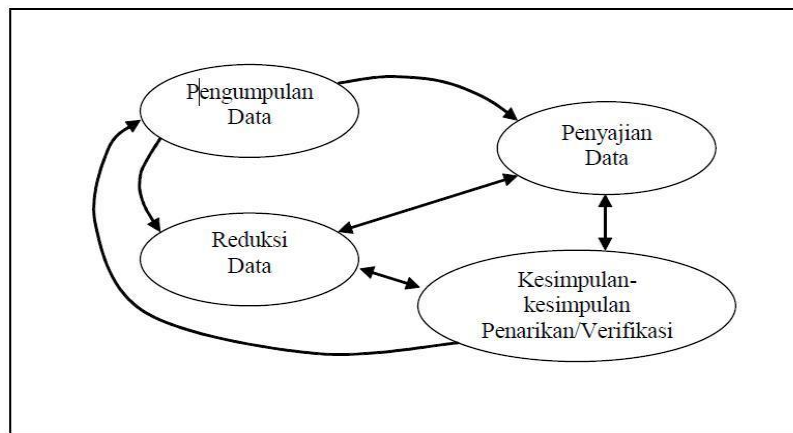 Pengumpulan
Data
Penyajian
Data
Reduksi
Data
Kesimpulan-
kesimpulan
Penarikan/Verifikasi